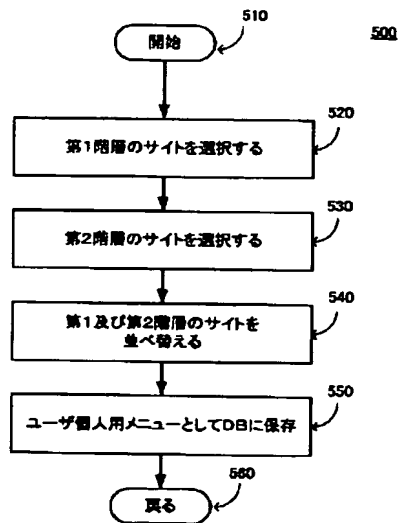 開始
510
500
520
第1階層のサイトを選択する
530
第2階層のサイトを選択する
540
第1及び第2階層のサイトを
並べ替える
550
ユーザ個人用メニューとしてDBに保存
560
戻る